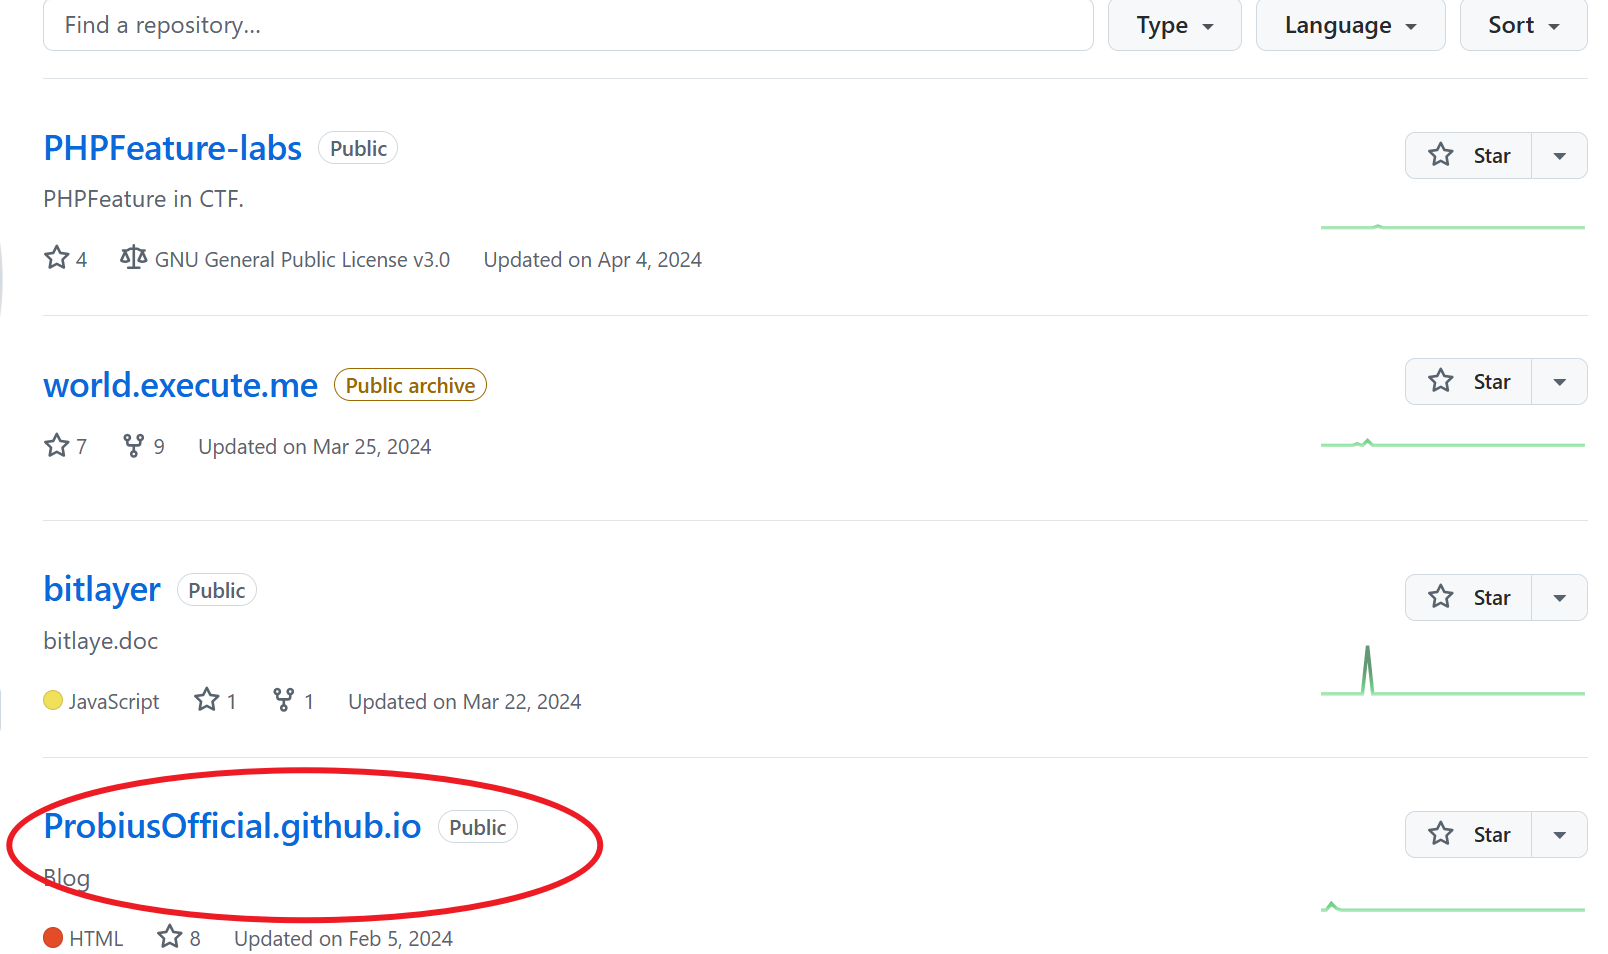 Find a repository...
Type
Language
Sort
PHPFeature-labs Public
Star
PHPFeature in CTF.
4 GNU General Public License v3.0 Updated on Apr 4, 2024
world.execute.me Public archive
Star
7 9 Updated on Mar 25, 2024
bitlayer Public
Star
bitlaye.doc
JavaScript 1 1 Updated on Mar 22, 2024
ProbiusOfficial.github.io Public
Star
Blog
HTML 8 Updated on Feb 5, 2024